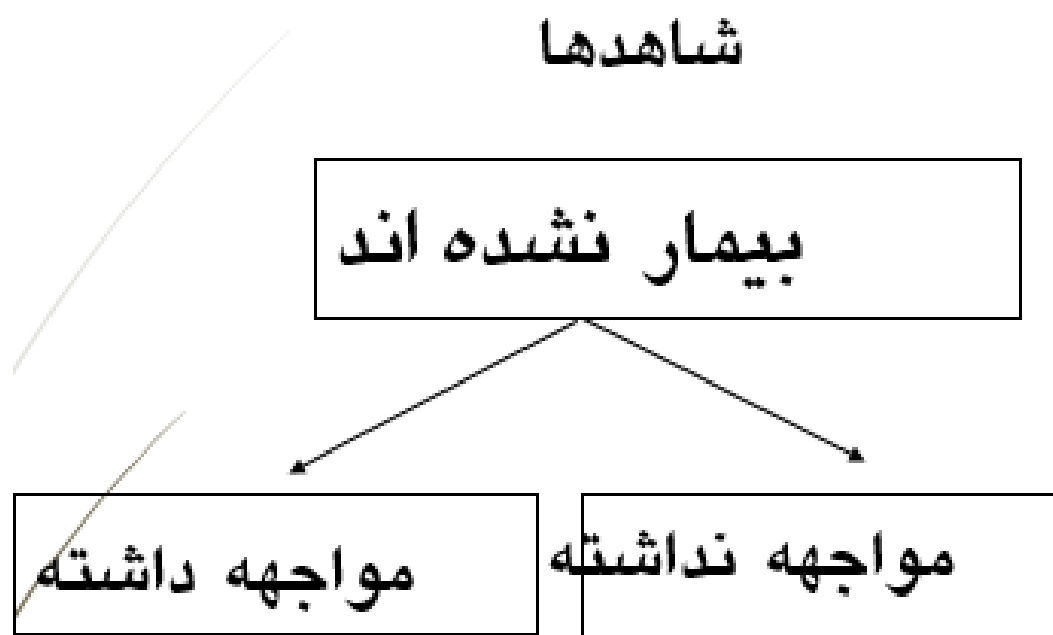 شاهدها
بیمار نشده اند
مواجهه نداشته
مواجهه داشته